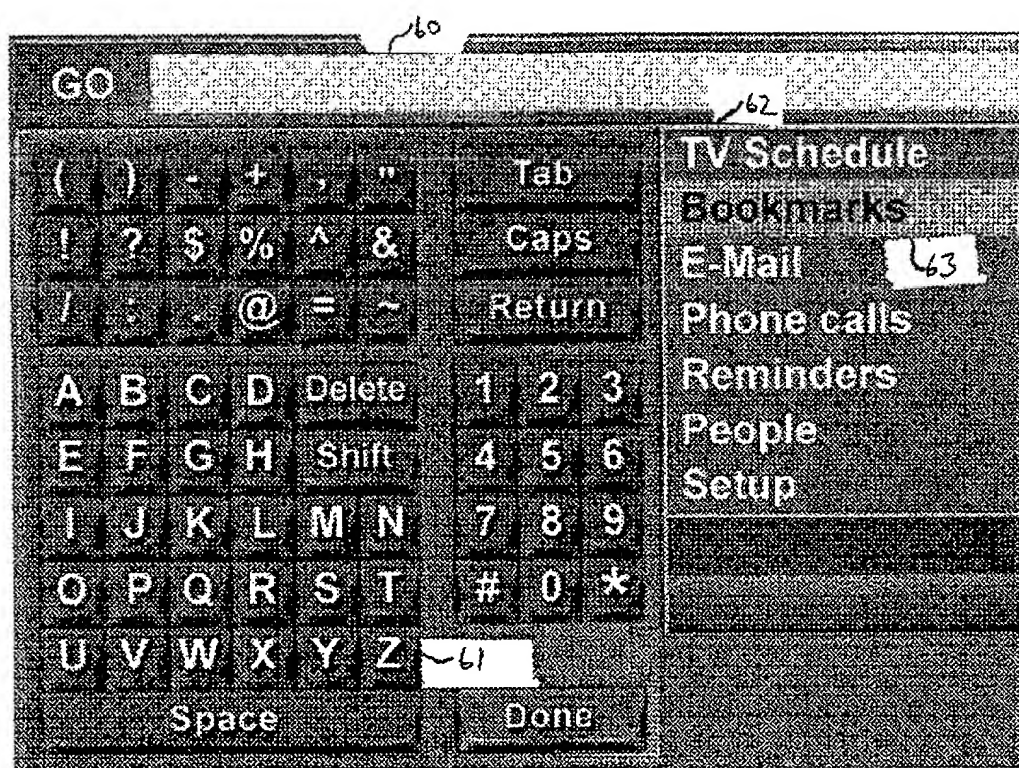 60
GO
62
( ) - + , " Tab
! ? $ % ^ & Caps
/ : . @ = ~ Return
A B C D Delete 1 2 3
E F G H Shift 4 5 6
I J K L M N 7 8 9
O P Q R S T # 0 *
U V W X Y Z 61
Space Done
TV Schedule
Bookmarks
E-Mail 63
Phone calls
Reminders
People
Setup